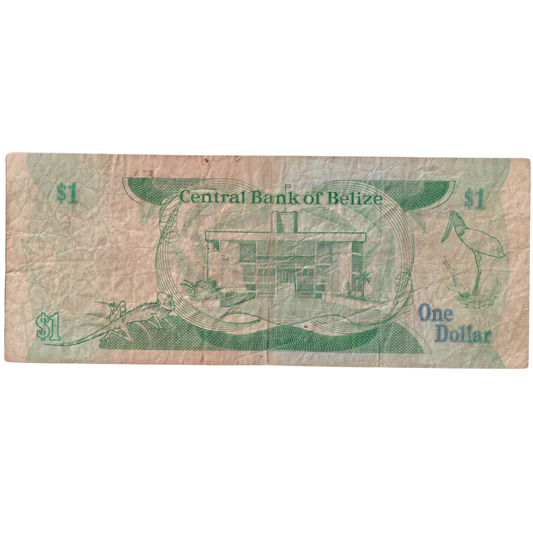 Central Bank of Belize
$1
$1
$1
One
Dollar